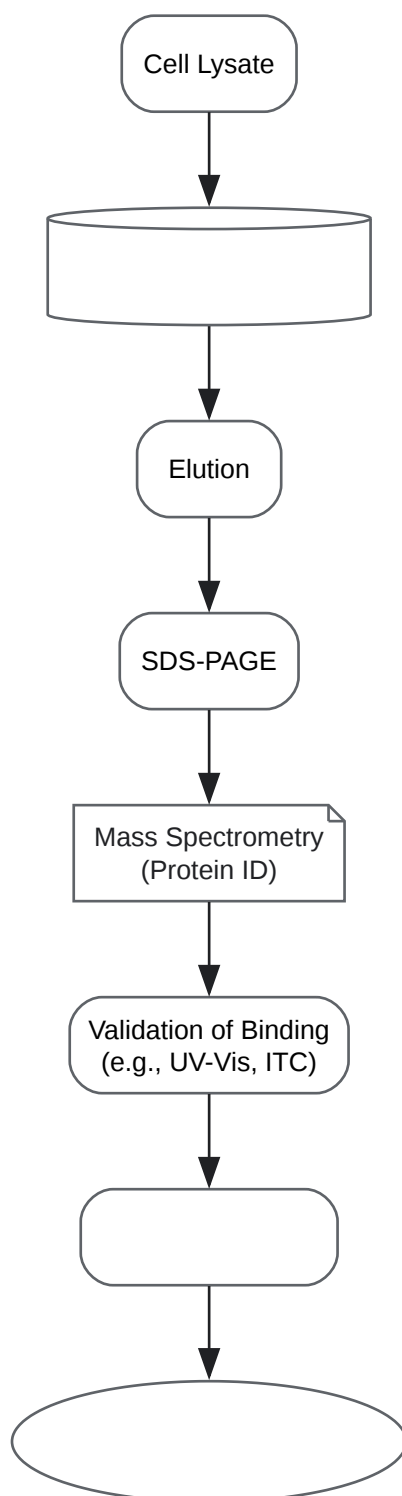 Cell Lysate
Elution
SDS-PAGE
Mass Spectrometry
(Protein ID)
Validation of Binding
(e.g., UV-Vis, ITC)